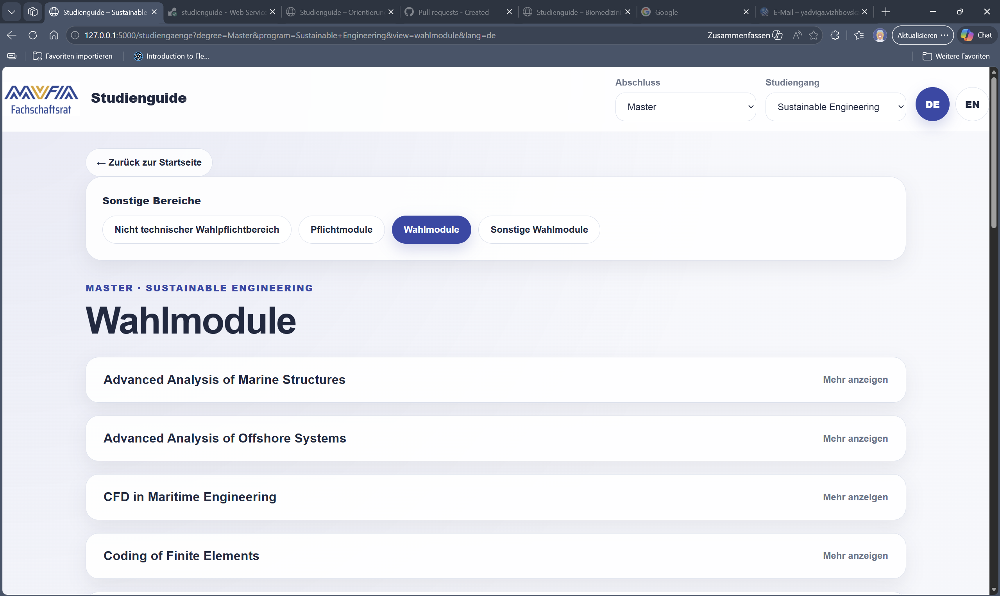 Studienguide – Sustainable
studienguide · Web Service
Studienguide – Orientierun
Pull requests - Created
Studienguide – Biomedizini
Google
E-Mail – yadviga.vizhbovska
127.0.0.1:5000/studiengaenge?degree=Master&program=Sustainable+Engineering&view=wahlmodule&lang=de
Zusammenfassen
Aktualisieren
Chat
Favoriten importieren
Introduction to Fle...
Weitere Favoriten
MVFIA
Fachschaftsrat
Studienguide
Abschluss
Master
Studiengang
Sustainable Engineering
DE
EN
← Zurück zur Startseite
Sonstige Bereiche
Nicht technischer Wahlpflichtbereich
Pflichtmodule
Wahlmodule
Sonstige Wahlmodule
MASTER · SUSTAINABLE ENGINEERING
Wahlmodule
Advanced Analysis of Marine Structures
Mehr anzeigen
Advanced Analysis of Offshore Systems
Mehr anzeigen
CFD in Maritime Engineering
Mehr anzeigen
Coding of Finite Elements
Mehr anzeigen